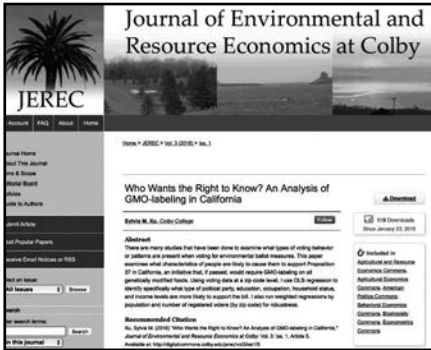 Journal of Environmental and
Resource Economics at Colby
JEREC
Account FAQ About Home
Home > JEREC > Vol. 3 (2016) > Iss. 1
Journal Home
About This Journal
Aims & Scope
Editorial Board
Policies
Guide to Authors
Submit Article
Most Popular Papers
Receive Email Notices or RSS
Select an issue:
All Issues Browse
Enter search terms:
Search
in this journal
Who Wants the Right to Know? An Analysis of
GMO-labeling in California
Sylvia M. Xu, Colby College
Follow
Download
119 Downloads
Since January 23, 2016
Included in
Agricultural and Resource
Economics Commons,
Agricultural Economics
Commons, American
Politics Commons,
Behavioral Economics
Commons, Biodiversity
Commons, Econometrics
Commons
Abstract
There are many studies that have been done to examine what types of voting behavior
or patterns are present when voting for environmental ballot measures. This paper
examines what characteristics of people are likely to cause them to support Proposition
37 in California, an initiative that, if passed, would require GMO-labeling on all
genetically modified foods. Using voting data at a zip code level, I use OLS regression to
identify specifically what type of political party, education, occupation, household status,
and income levels are more likely to support the bill. I also run weighted regressions by
population and number of registered voters (by zip code) for robustness.
Recommended Citation
Xu, Sylvia M. (2016) "Who Wants the Right to Know? An Analysis of GMO-labeling in California,"
Journal of Environmental and Resource Economics at Colby: Vol. 3: Iss. 1, Article 5.
Available at: http://digitalcommons.colby.edu/jerec/vol3/iss1/5